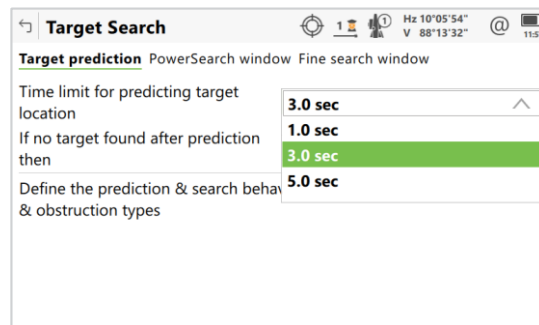 Target Search
1
1
Hz 10°05'54"
V 88°13'32"
@
Target prediction PowerSearch window Fine search window
Time limit for predicting target
location
3.0 sec
1.0 sec
If no target found after prediction
then
3.0 sec
5.0 sec
Define the prediction & search
& obstruction types